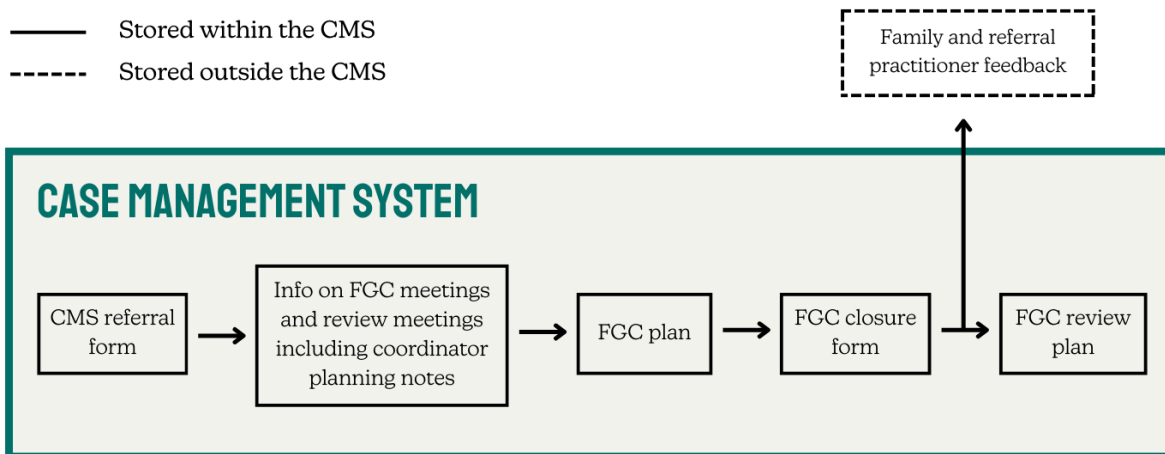 Stored within the CMS
Stored outside the CMS
Family and referral
practitioner feedback
CASE MANAGEMENT SYSTEM
CMS referral
form
Info on FGC meetings
and review meetings
including coordinator
planning notes
FGC plan
FGC closure
form
FGC review
plan